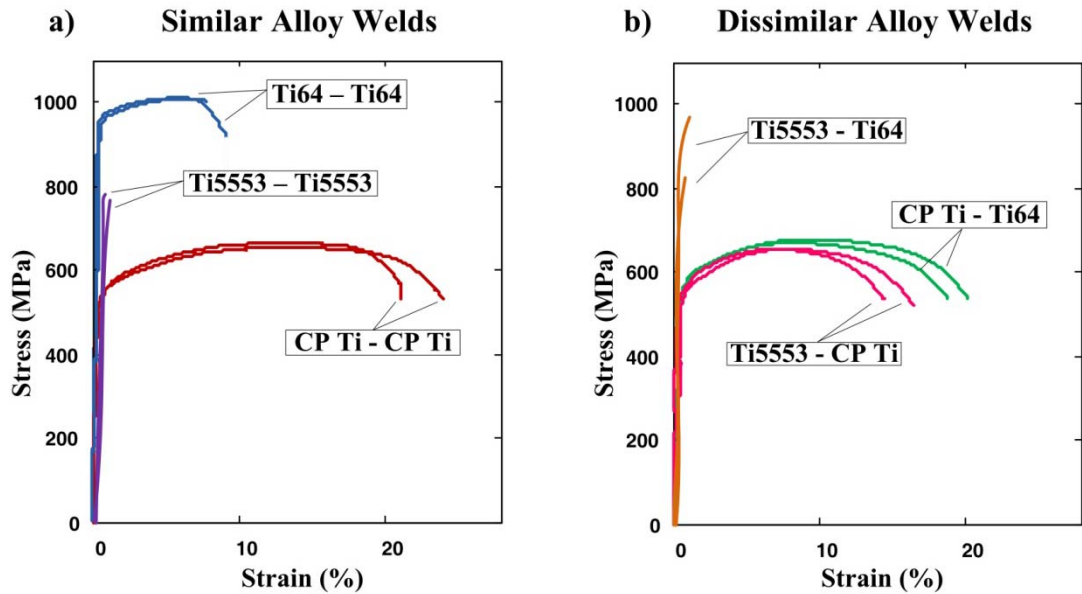 a) Similar Alloy Welds
1000
800
600
400
200
0
Stress (MPa)
Ti64 – Ti64
Ti5553 – Ti5553
CP Ti - CP Ti
0 10 20
Strain (%)
b) Dissimilar Alloy Welds
1000
800
600
400
200
0
Stress (MPa)
Ti5553 - Ti64
CP Ti - Ti64
Ti5553 - CP Ti
0 10 20
Strain (%)